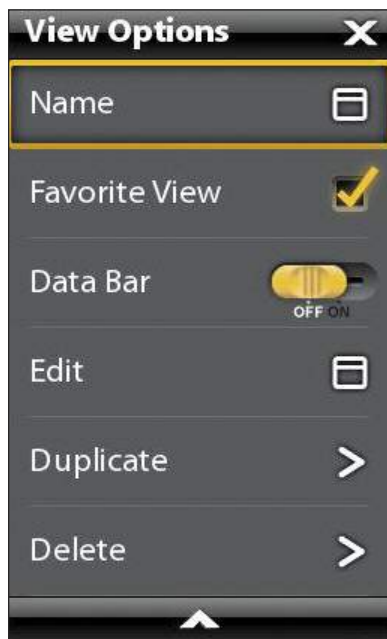 View Options
Name
Favorite View
Data Bar
OFF ON
Edit
Duplicate
Delete